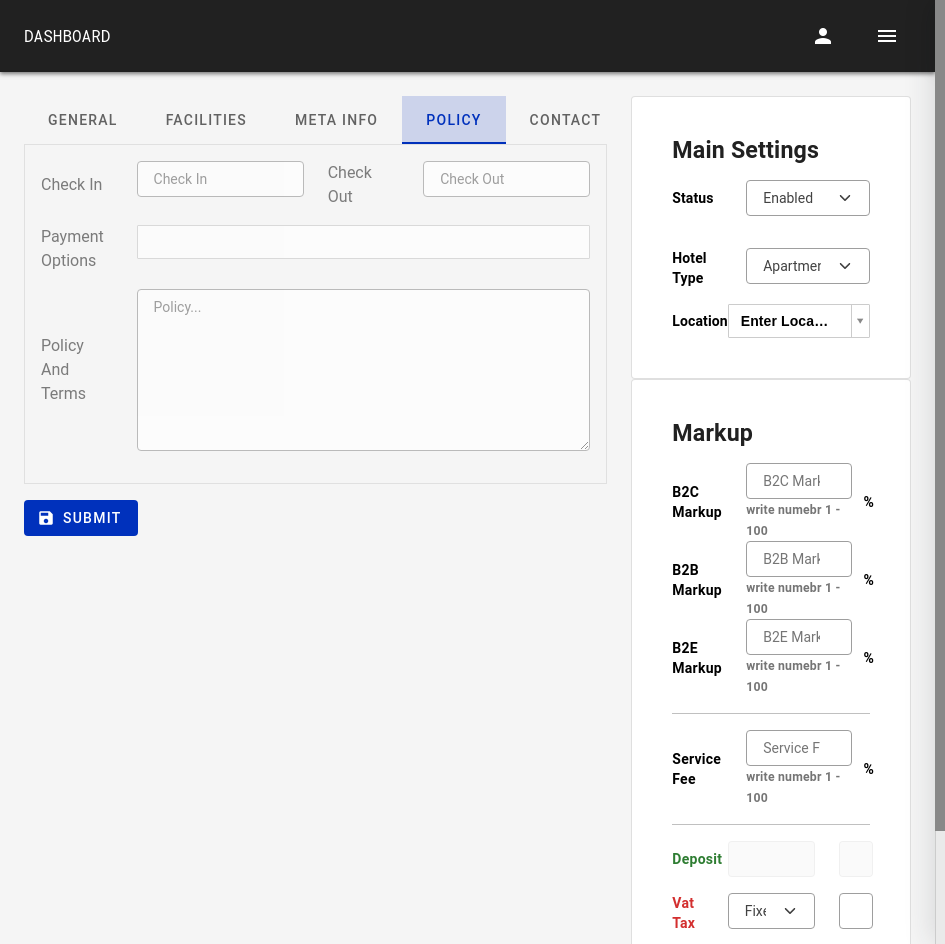 DASHBOARD
GENERAL
FACILITIES
META INFO
POLICY
CONTACT
Check In
Check In
Check
Out
Check Out
Payment
Options
Policy...
Policy
And
Terms
SUBMIT
Main Settings
Status
Enabled
Hotel
Type
Apartmer
Location
Enter Loca...
Markup
B2C
Markup
B2C Mark
%
write numebr 1 -
100
B2B
Markup
B2B Mark
%
write numebr 1 -
100
B2E
Markup
B2E Mark
%
write numebr 1 -
100
Service
Fee
Service F
%
write numebr 1 -
100
Deposit
Vat
Tax
Fixe